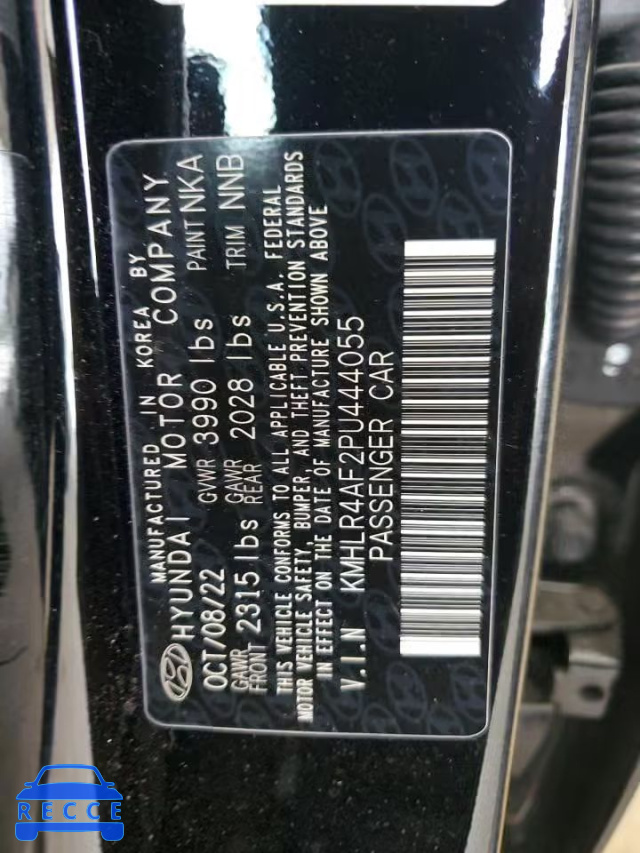 MANUFACTURED IN KOREA BY
HYUNDAI MOTOR COMPANY
OCT/08/22 GVWR 3990 lbs PAINT NKA
GAWR FRONT 2315 lbs GAWR REAR 2028 lbs TRIM NNB
THIS VEHICLE CONFORMS TO ALL APPLICABLE U.S.A. FEDERAL
MOTOR VEHICLE SAFETY, BUMPER, AND THEFT PREVENTION STANDARDS
IN EFFECT ON THE DATE OF MANUFACTURE SHOWN ABOVE
V.I.N KMHLR4AF2PU444055
PASSENGER CAR
RECCE